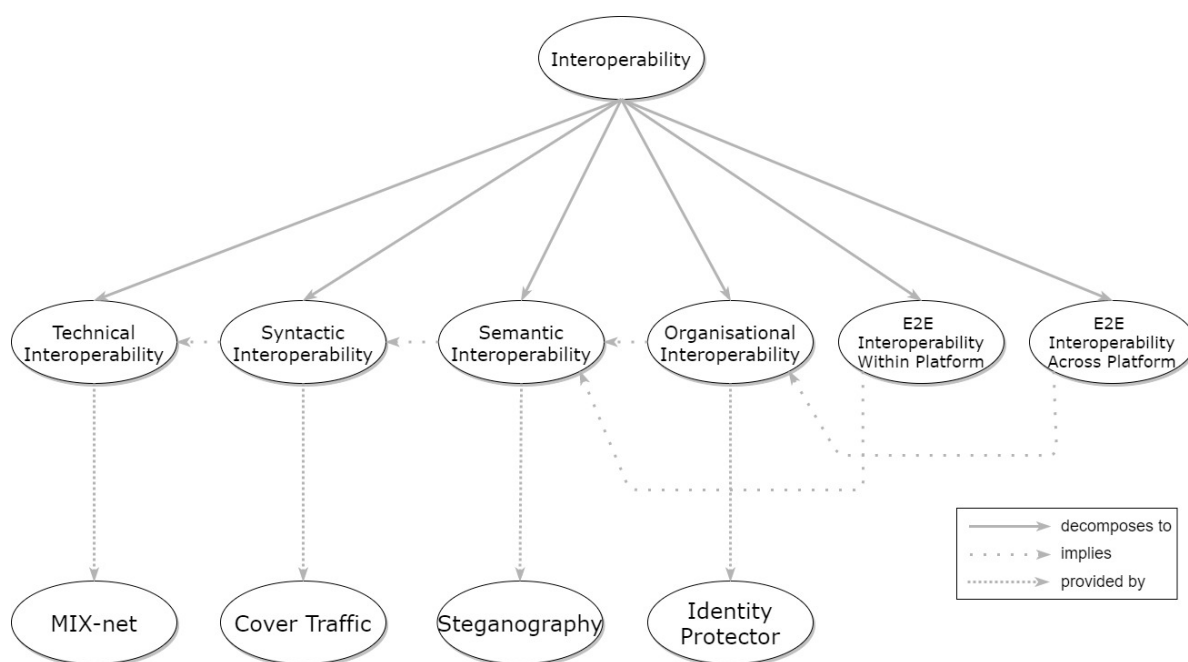 Interoperability
Technical
Interoperability
Syntactic
Interoperability
Semantic
Interoperability
Organisational
Interoperability
E2E
Interoperability
Within Platform
E2E
Interoperability
Across Platform
decomposes to
implies
provided by
MIX-net
Cover Traffic
Steganography
Identity
Protector